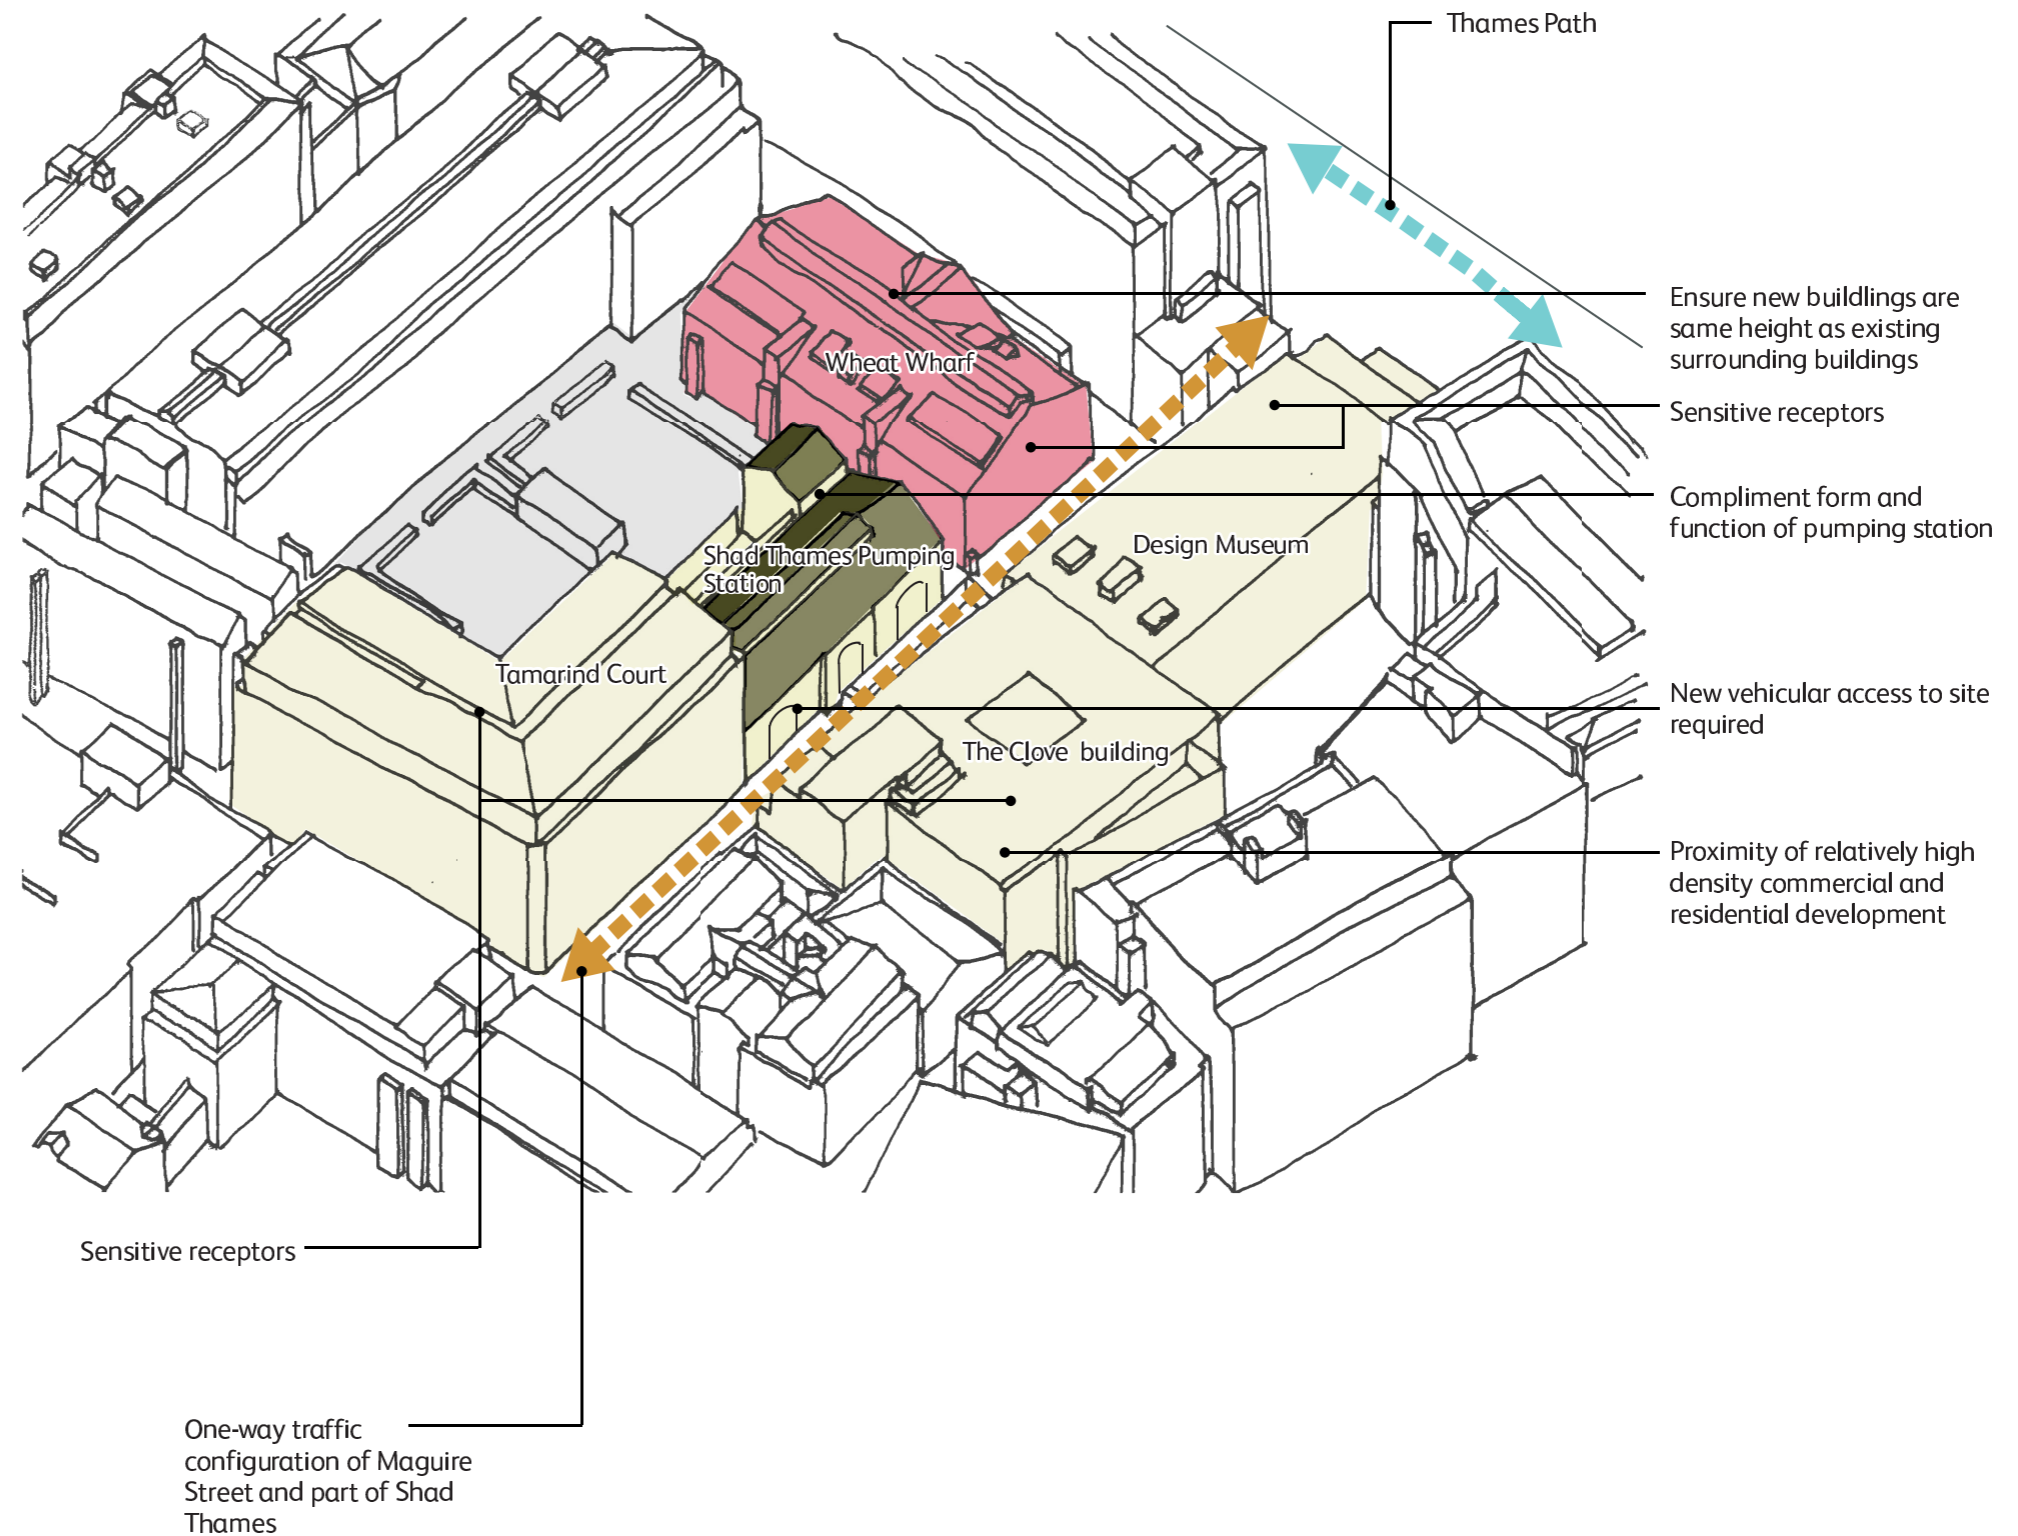 Thames Path
Ensure new buildlings are
same height as existing
surrounding buildings
Wheat Wharf
Sensitive receptors
Compliment form and
function of pumping station
Design Museum
Shad Thames Pumping
Station
Tamarind Court
New vehicular access to site
required
The Clove building
Proximity of relatively high
density commercial and
residential development
Sensitive receptors
One-way traffic
configuration of Maguire
Street and part of Shad
Thames